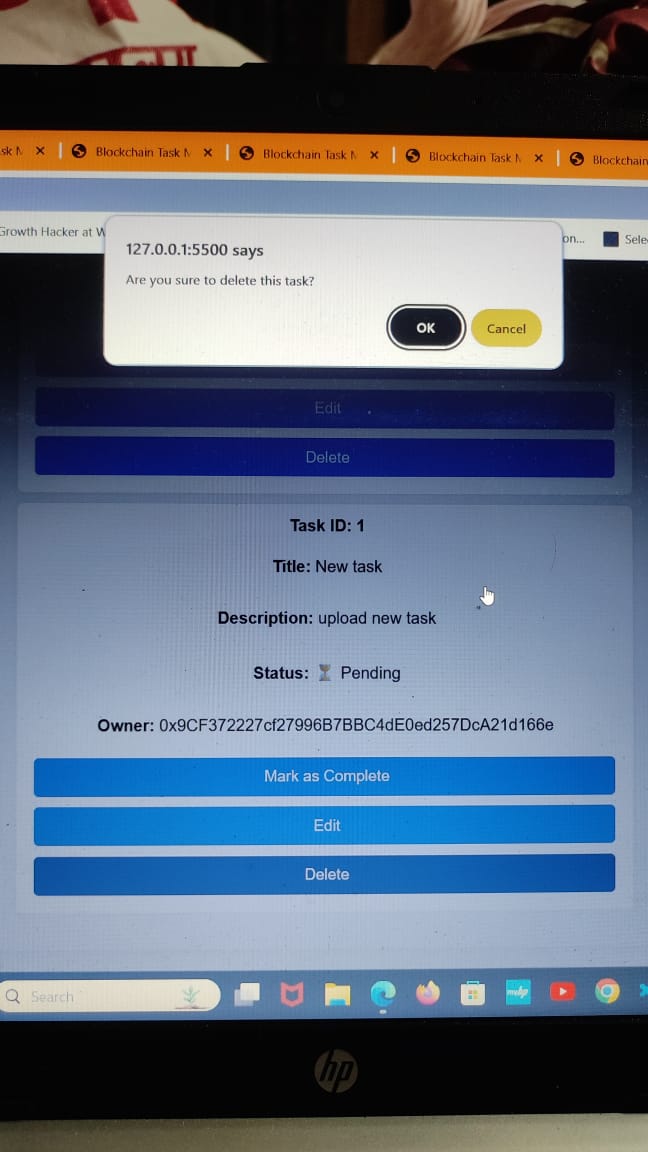 sk N
Blockchain Task N
Blockchain Task N
Blockchain Task N
Blockchain
Growth Hacker at W
on...
Sele
127.0.0.1:5500 says
Are you sure to delete this task?
OK
Cancel
Edit
Delete
Task ID: 1
Title: New task
Description: upload new task
Status: ⏳ Pending
Owner: 0x9CF372227cf27996B7BBC4dE0ed257DcA21d166e
Mark as Complete
Edit
Delete
Search
hp